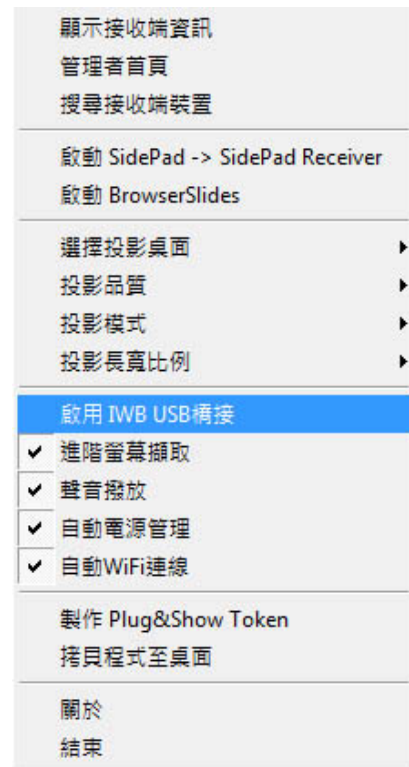 顯示接收端資訊
管理者首頁
搜尋接收端裝置
啟動 SidePad -> SidePad Receiver
啟動 BrowserSlides
選擇投影桌面
投影品質
投影模式
投影長寬比例
啟用 IWB USB橋接
進階螢幕擷取
聲音撥放
自動電源管理
自動WiFi連線
製作 Plug&Show Token
拷貝程式至桌面
關於
結束